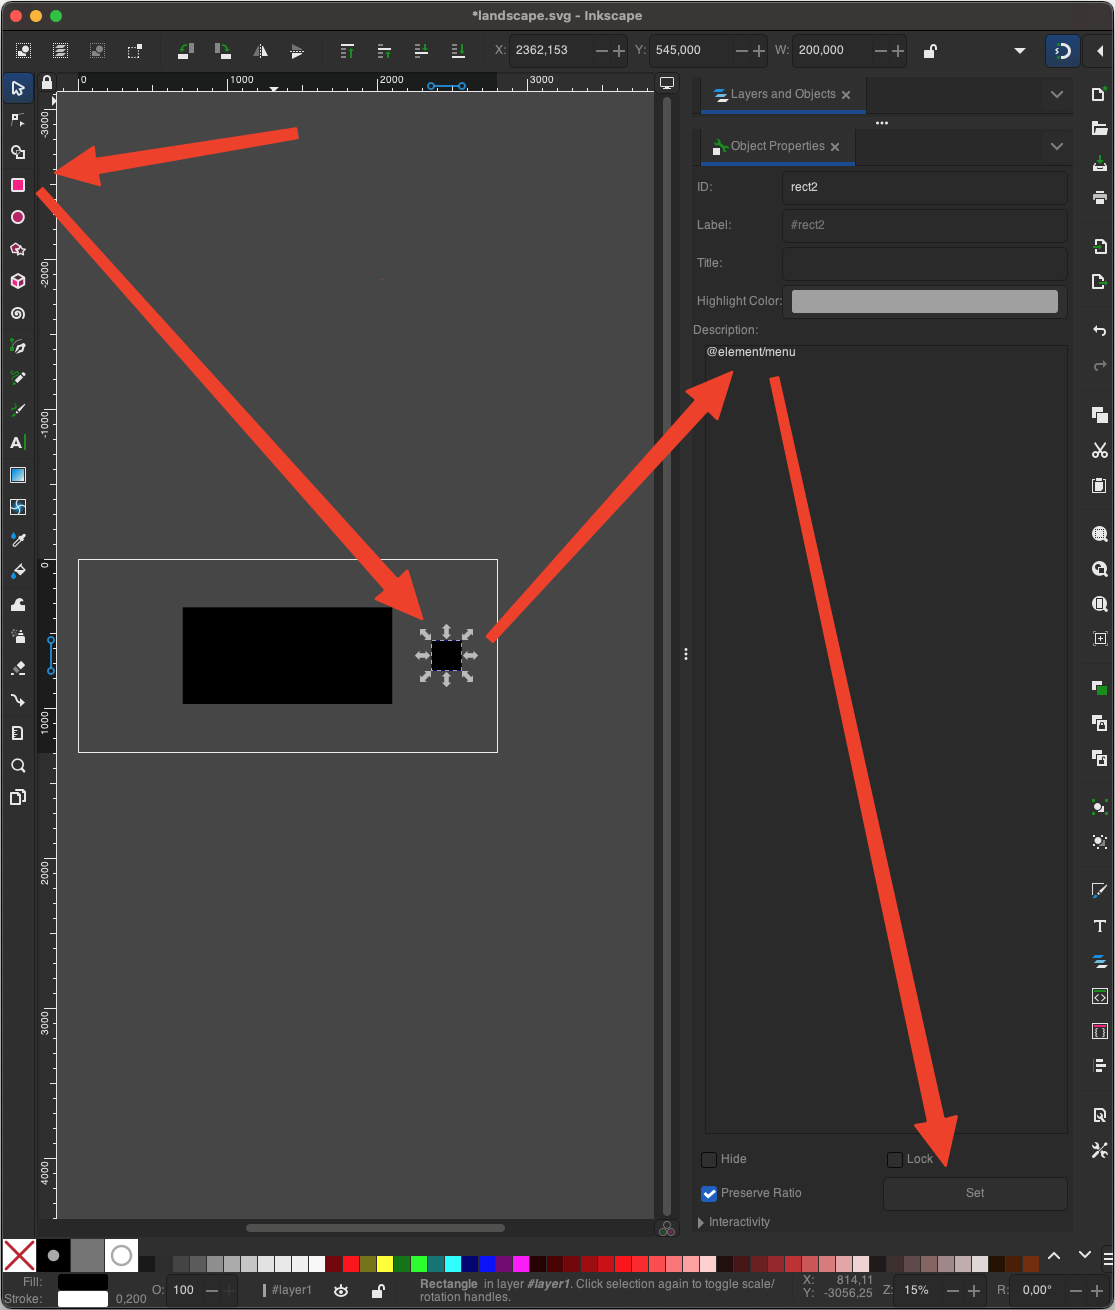 *landscape.svg - Inkscape
X: 2362,153 Y: 545,000 W: 200,000
0 1000 2000 3000
Layers and Objects
Object Properties
ID: rect2
Label: #rect2
Title:
Highlight Color:
Description:
@element/menu
-3000
-2000
-1000
0
1000
2000
3000
4000
Hide
Lock
Preserve Ratio
Set
Interactivity
Fill:
Stroke: 0,200
O: 100
#layer1
Rectangle in layer #layer1. Click selection again to toggle scale/
rotation handles.
X: 814,11
Y: -3056,25
Z: 15%
R: 0,00°